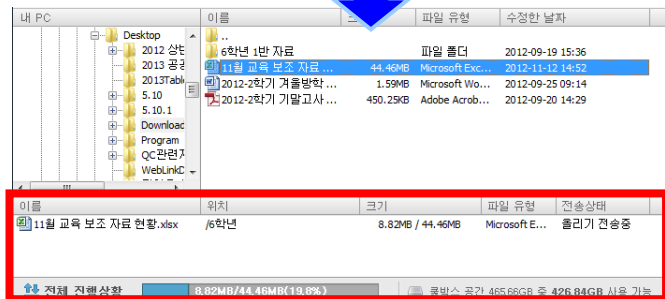 내 PC
이름 파일 유형 수정한 날짜
Desktop
..
2012 상반
6학년 1반 자료 파일 폴더 2012-09-19 15:36
2013 공공
11월 교육 보조 자료 ... 44.46MB Microsoft Exc... 2012-11-12 14:52
2013Tabl
2012-2학기 겨울방학 ... 1.59MB Microsoft Wo... 2012-09-25 09:14
5.10
2012-2학기 기말고사 ... 450.25KB Adobe Acrob... 2012-09-20 14:29
5.10.1
Downloac
Program
QC관련
WebLinkD
이름 위치 크기 파일 유형 전송상태
11월 교육 보조 자료 현황.xlsx /6학년 8.82MB / 44.46MB Microsoft E... 올리기 전송중
전체 진행상황 8.82MB/44.46MB(19.8%) 쿨박스 공간 465.66GB 중 426.84GB 사용 가능